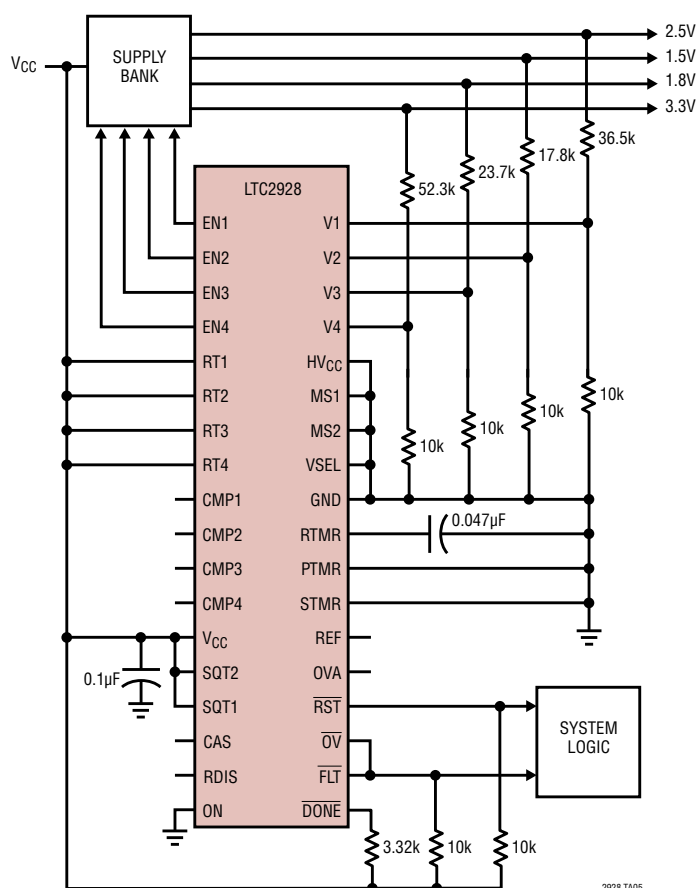 VCC
SUPPLY
BANK
2.5V
1.5V
1.8V
3.3V
52.3k
23.7k
17.8k
36.5k
LTC2928
EN1
EN2
EN3
EN4
RT1
RT2
RT3
RT4
CMP1
CMP2
CMP3
CMP4
VCC
SQT2
SQT1
CAS
RDIS
ON
V1
V2
V3
V4
HVCC
MS1
MS2
VSEL
GND
RTMR
PTMR
STMR
REF
OVA
RST
OV
FLT
DONE
10k
10k
10k
10k
0.047µF
0.1µF
SYSTEM
LOGIC
3.32k
10k
10k
2928 TA05